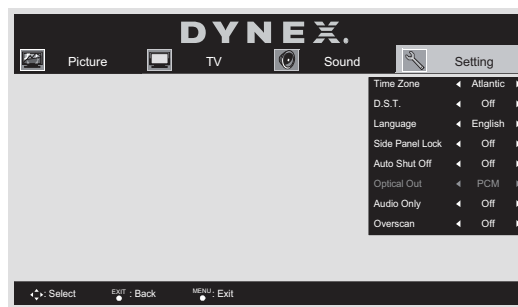 DYNEX.
Picture TV Sound Setting
Time Zone Atlantic
D.S.T. Off
Language English
Side Panel Lock Off
Auto Shut Off Off
Optical Out PCM
Audio Only Off
Overscan Off
: Select EXIT : Back MENU : Exit